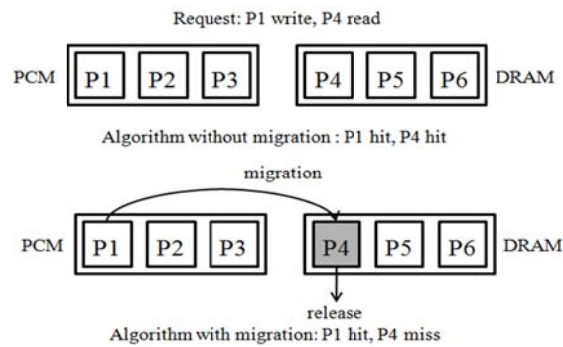 Request: P1 write, P4 read
PCM P1 P2 P3 P4 P5 P6 DRAM
Algorithm without migration : P1 hit, P4 hit
migration
PCM P1 P2 P3 P4 P5 P6 DRAM
release
Algorithm with migration: P1 hit, P4 miss